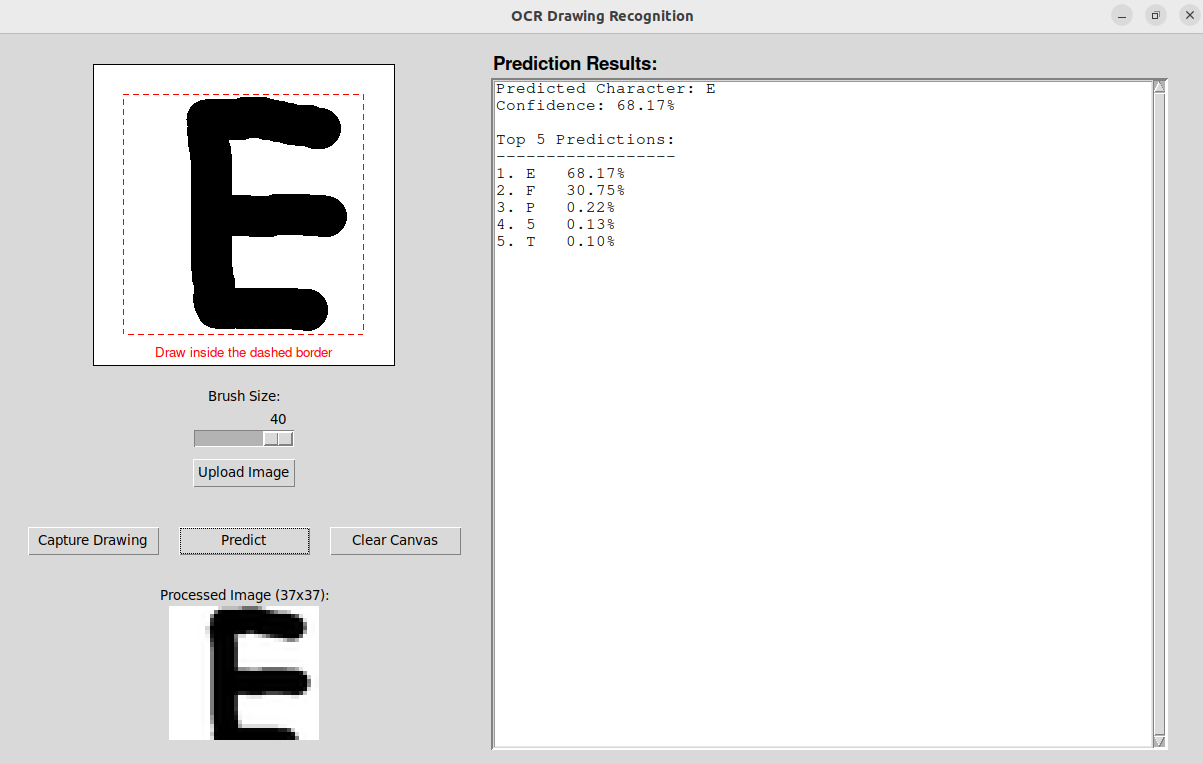 OCR Drawing Recognition
E
Draw inside the dashed border
Brush Size:
40
Upload Image
Capture Drawing
Predict
Clear Canvas
Processed Image (37x37):
E
Prediction Results:
Predicted Character: E
Confidence: 68.17%
Top 5 Predictions:
------------------
1. E 68.17%
2. F 30.75%
3. P 0.22%
4. 5 0.13%
5. T 0.10%